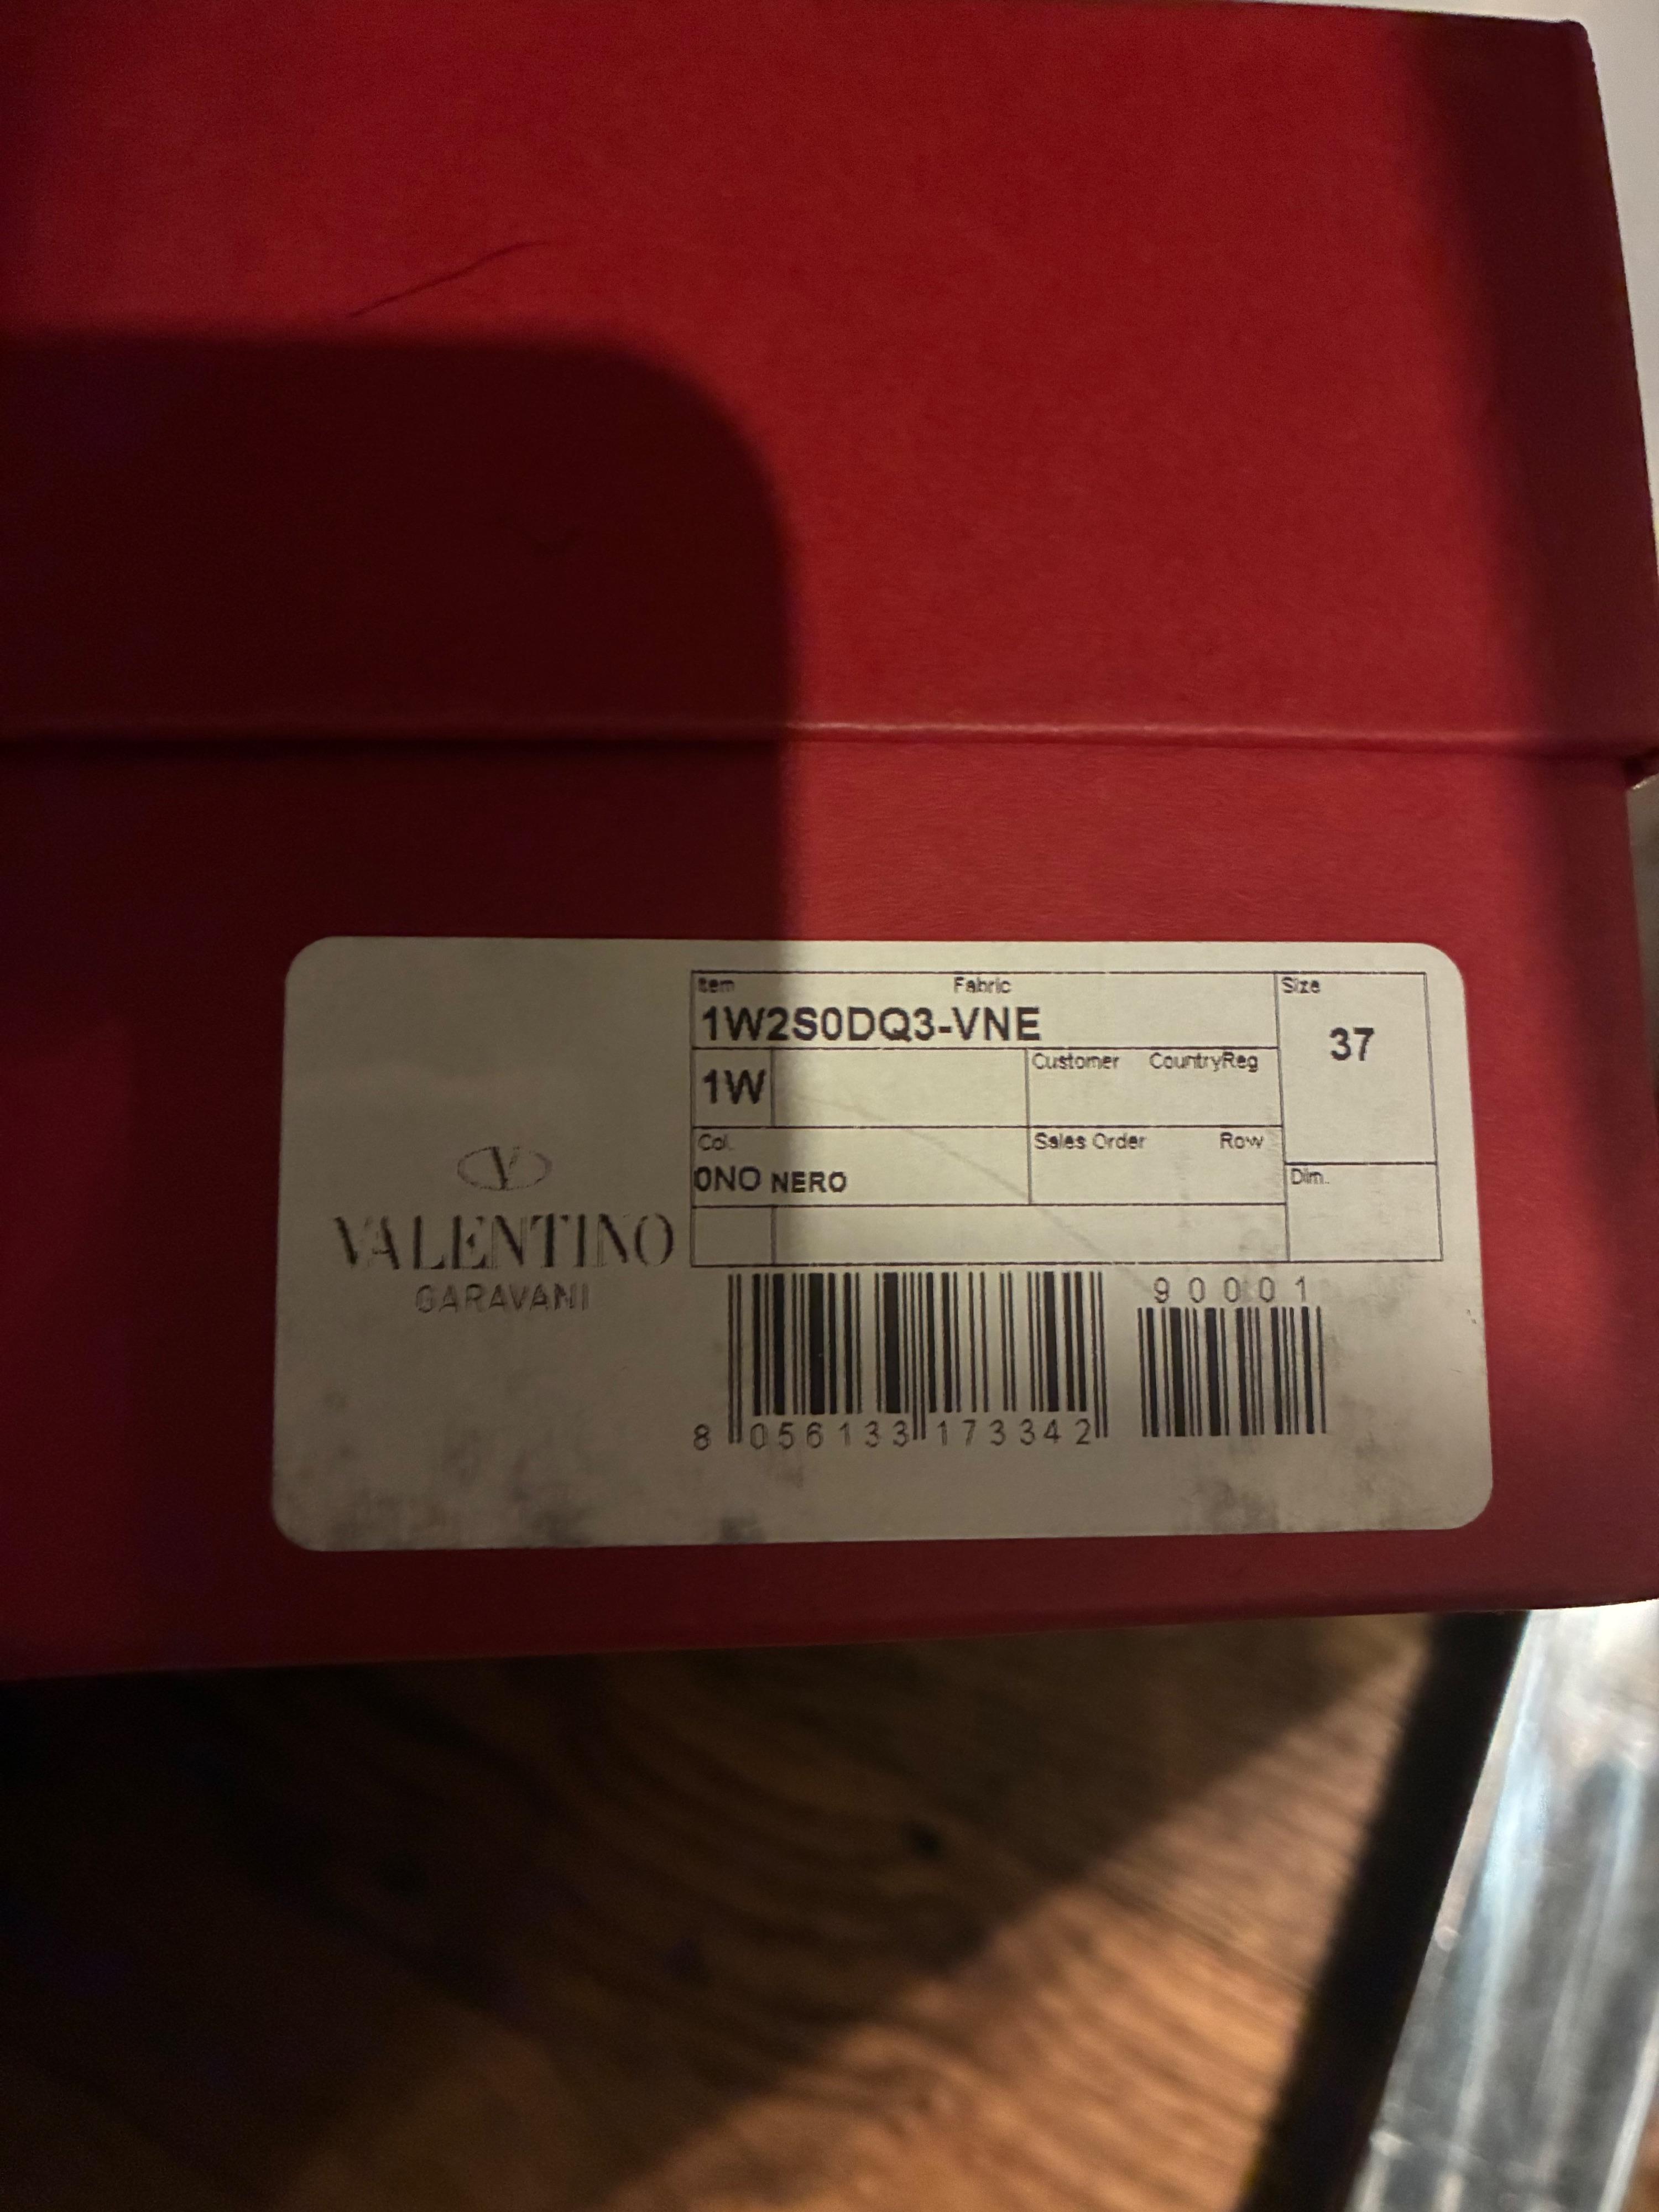 Item Fabric Size
1W2S0DQ3-VNE
37
1W
Customer CountryReg
Col.
Sales Order Row
0NO NERO
Dim.
V
VALENTINO
GARAVANI
90001
8 056133 173342